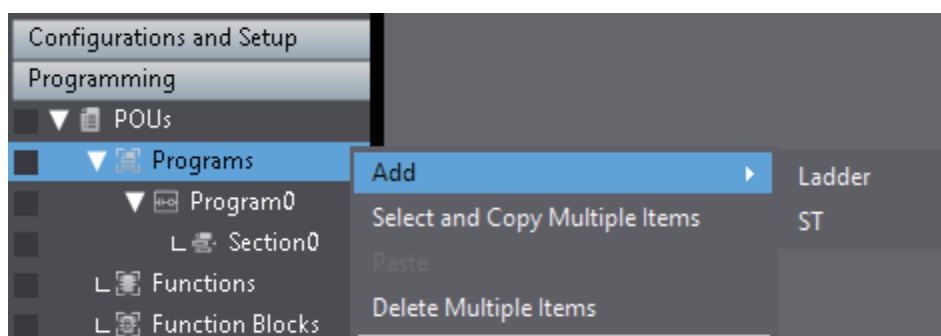 Configurations and Setup
Programming
POUs
Programs
Program0
Section0
Functions
Function Blocks
Add
Select and Copy Multiple Items
Paste
Delete Multiple Items
Ladder
ST